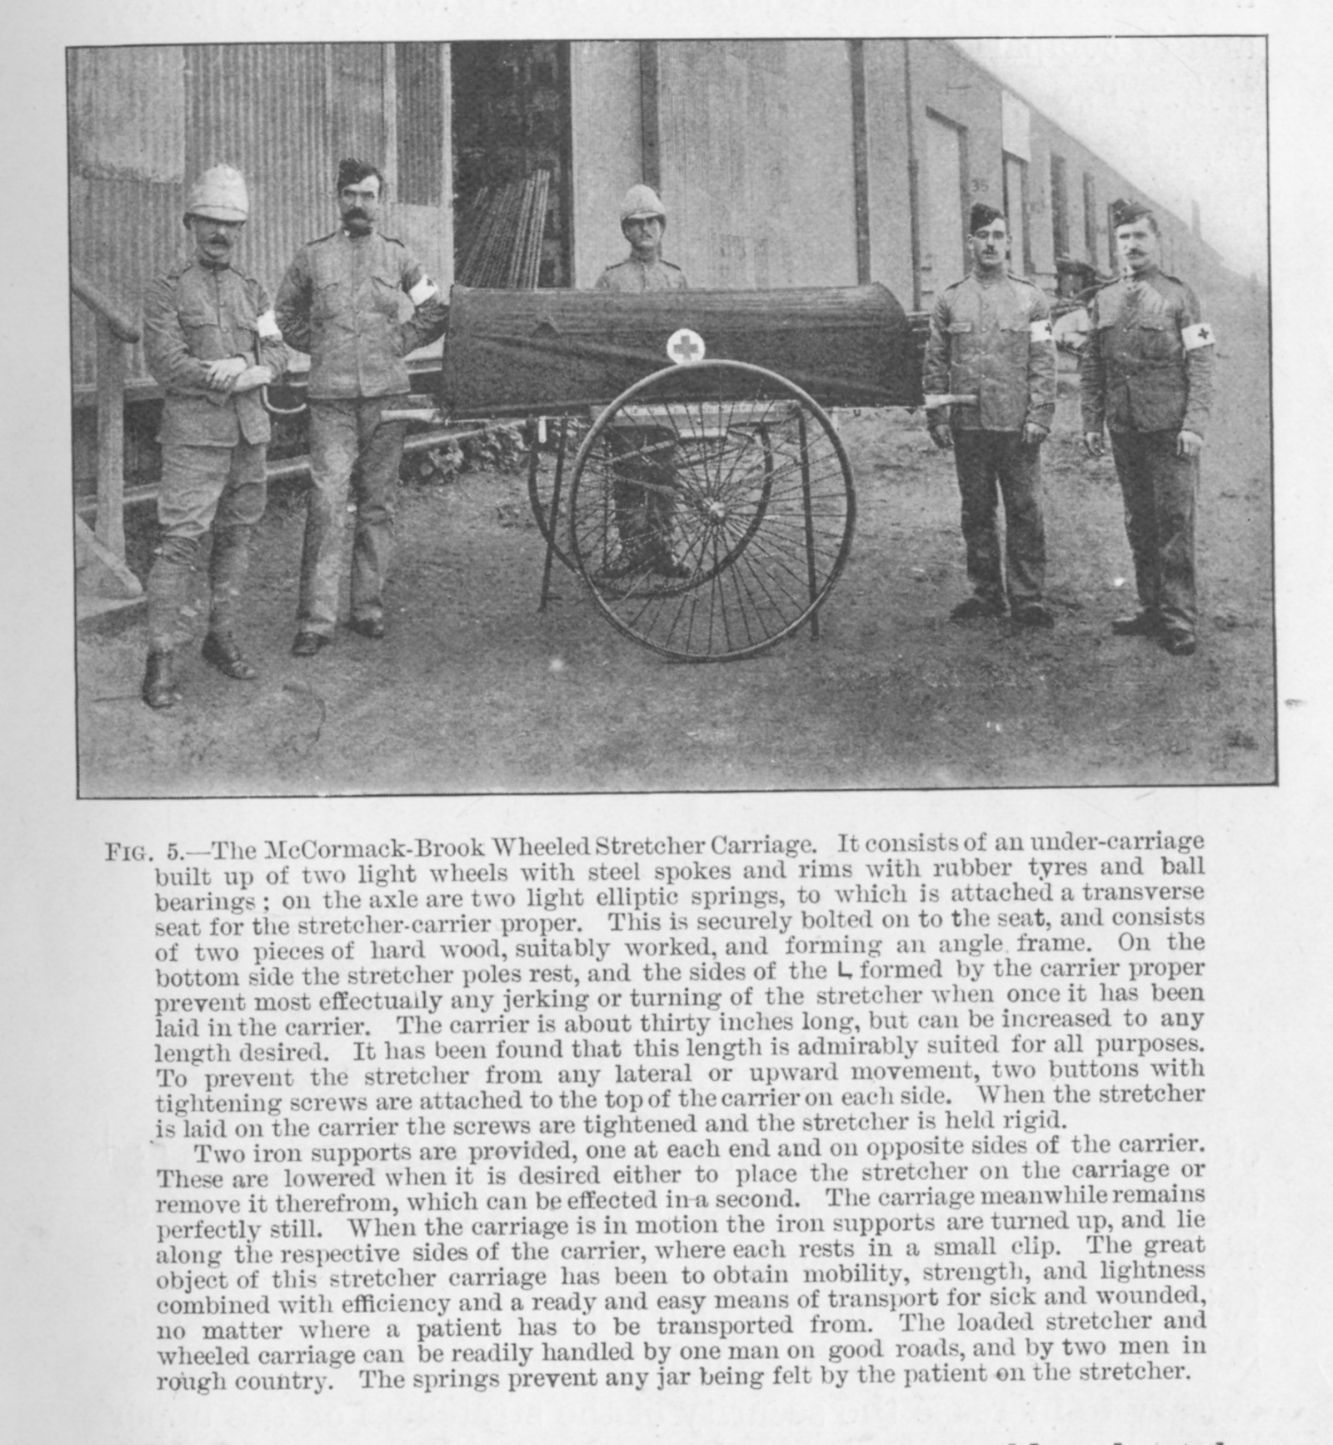 35
FIG. 5.—The McCormack-Brook Wheeled Stretcher Carriage. It consists of an under-carriage
built up of two light wheels with steel spokes and rims with rubber tyres and ball
bearings; on the axle are two light elliptic springs, to which is attached a transverse
seat for the stretcher-carrier proper. This is securely bolted on to the seat, and consists
of two pieces of hard wood, suitably worked, and forming an angle frame. On the
bottom side the stretcher poles rest, and the sides of the L formed by the carrier proper
prevent most effectually any jerking or turning of the stretcher when once it has been
laid in the carrier. The carrier is about thirty inches long, but can be increased to any
length desired. It has been found that this length is admirably suited for all purposes.
To prevent the stretcher from any lateral or upward movement, two buttons with
tightening screws are attached to the top of the carrier on each side. When the stretcher
is laid on the carrier the screws are tightened and the stretcher is held rigid.
Two iron supports are provided, one at each end and on opposite sides of the carrier.
These are lowered when it is desired either to place the stretcher on the carriage or
remove it therefrom, which can be effected in a second. The carriage meanwhile remains
perfectly still. When the carriage is in motion the iron supports are turned up, and lie
along the respective sides of the carrier, where each rests in a small clip. The great
object of this stretcher carriage has been to obtain mobility, strength, and lightness
combined with efficiency and a ready and easy means of transport for sick and wounded,
no matter where a patient has to be transported from. The loaded stretcher and
wheeled carriage can be readily handled by one man on good roads, and by two men in
rough country. The springs prevent any jar being felt by the patient on the stretcher.